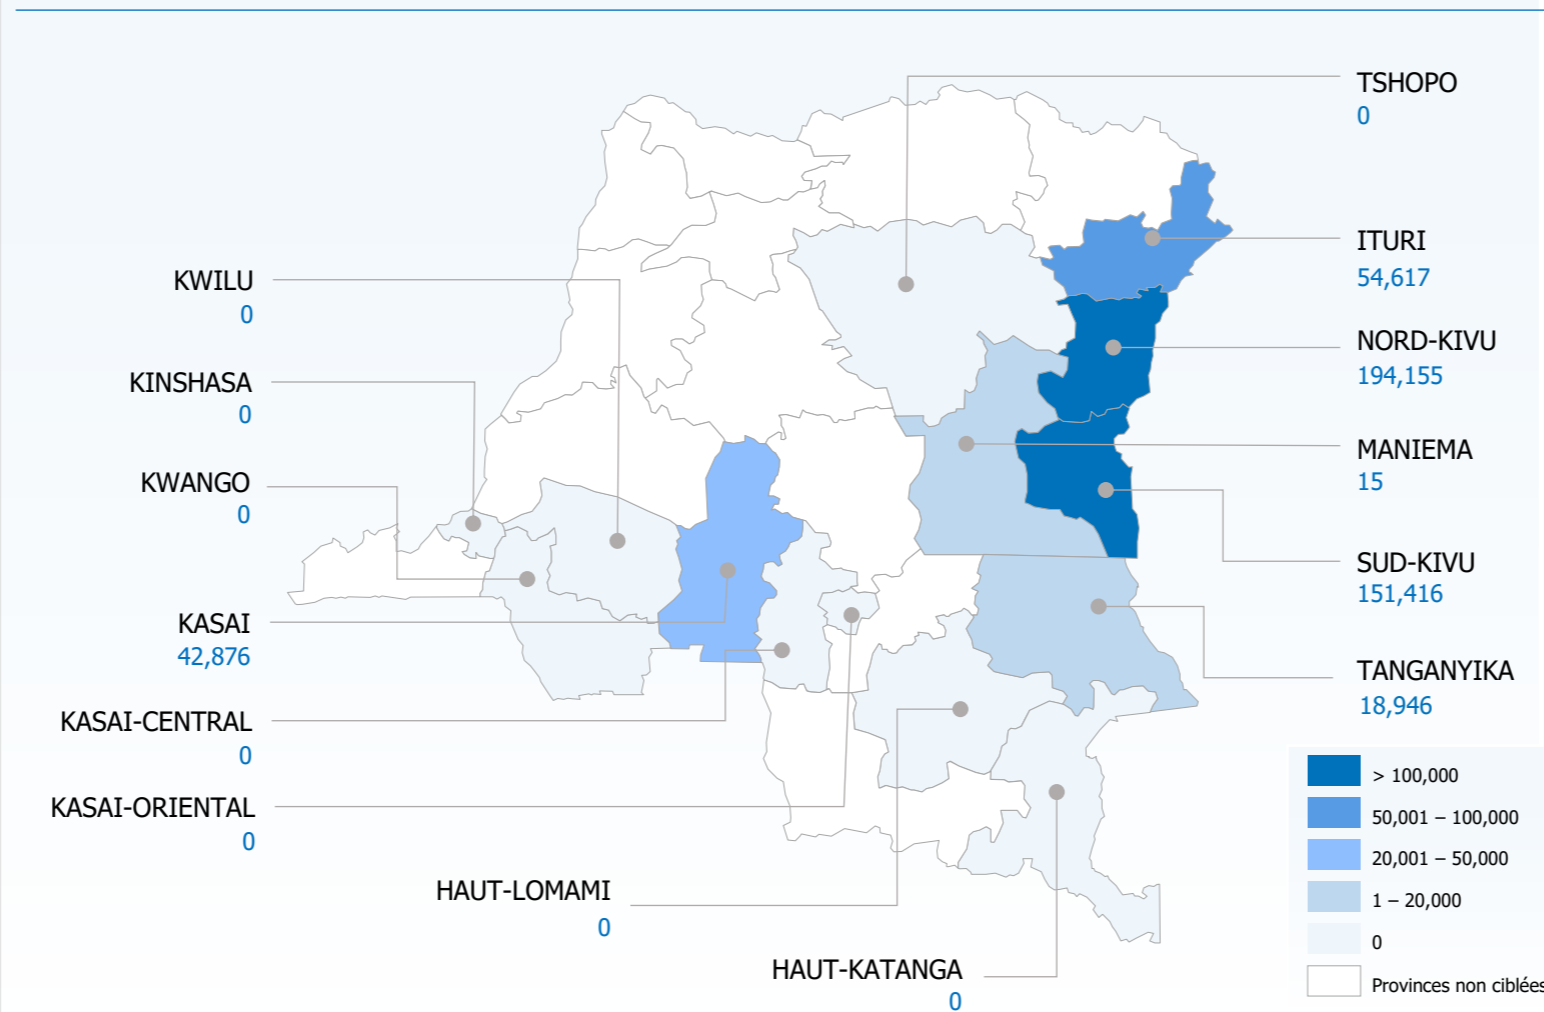 TSHOPO
0
ITURI
54,617
NORD-KIVU
194,155
MANIEMA
15
SUD-KIVU
151,416
TANGANYIKA
18,946
KWILU
0
KINSHASA
0
KWANGO
0
KASAI
42,876
KASAI-CENTRAL
0
KASAI-ORIENTAL
0
HAUT-LOMAMI
0
HAUT-KATANGA
0
> 100,000
50,001 – 100,000
20,001 – 50,000
1 – 20,000
0
Provinces non ciblées